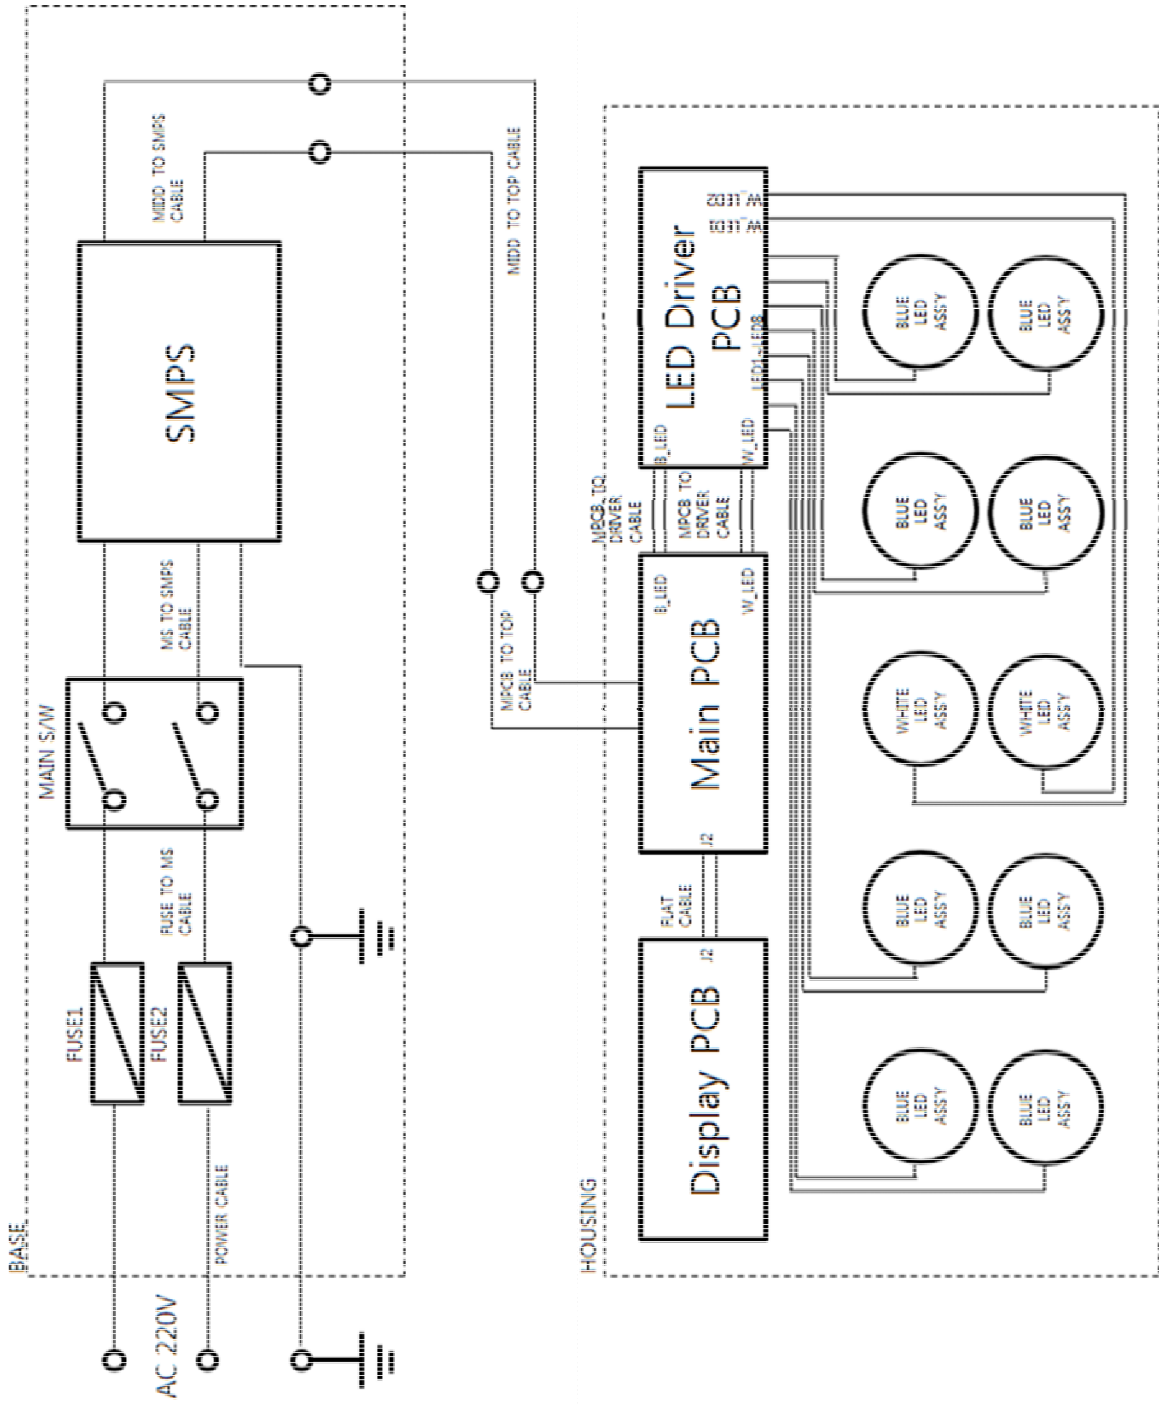 BASE
AC 220V
POWER CABLE
FUSE1
FUSE2
FUSE TO MS
CABLE
MAIN S/W
MS TO SMPS
CABLE
SMPS
MIDD TO SMPS
CABLE
MIDD TO TOP CABLE
MPCB TO TOP
CABLE
HOUSING
Display PCB
J2
FLAT
CABLE
J2
Main PCB
B_LED
W_LED
MPCB TO
DRIVER
CABLE
MPCB TO
DRIVER
CABLE
B_LED
W_LED
LED Driver
PCB
LED1~LED8
BLUE
LED
ASS'Y
BLUE
LED
ASS'Y
WHITE
LED
ASS'Y
BLUE
LED
ASS'Y
BLUE
LED
ASS'Y
BLUE
LED
ASS'Y
BLUE
LED
ASS'Y
WHITE
LED
ASS'Y
BLUE
LED
ASS'Y
BLUE
LED
ASS'Y